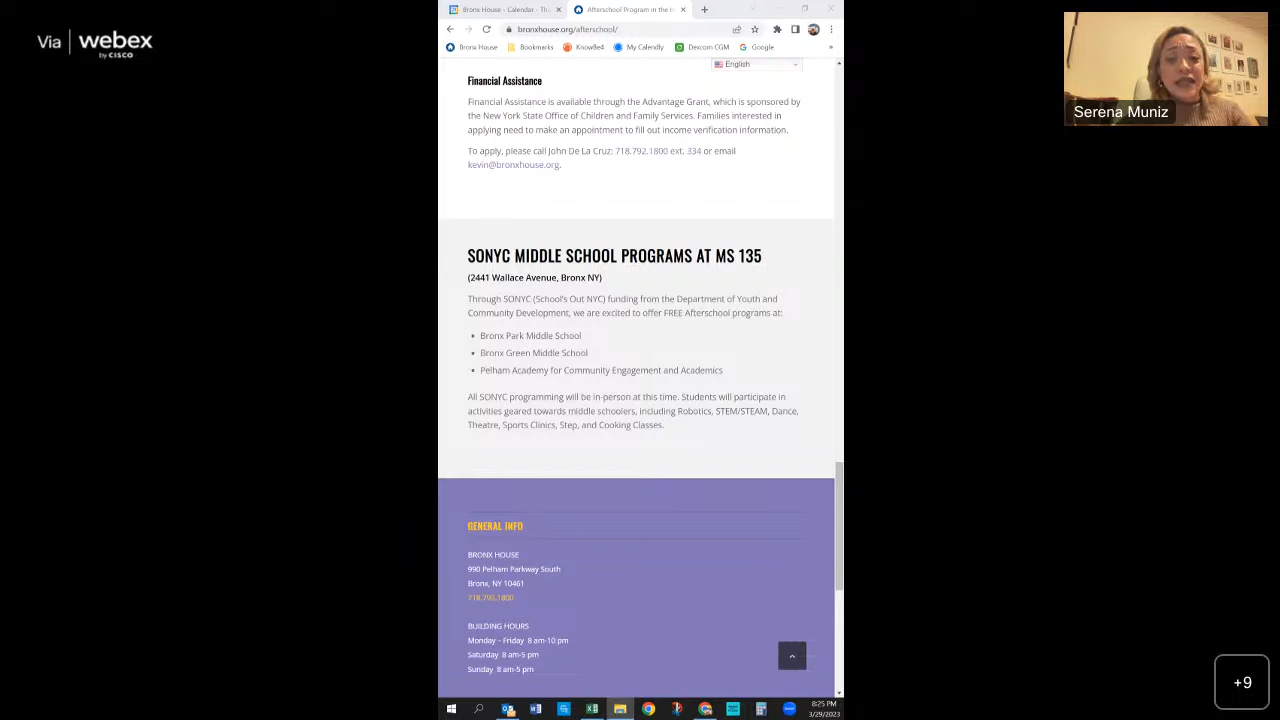 Via webex
by CISCO
Bronx House - Calendar - Thu
Afterschool Program in the
bronxhouse.org/afterschool/
Bronx House
Bookmarks
KnowBe4
My Calendly
Dexcom CGM
Google
English
Financial Assistance
Financial Assistance is available through the Advantage Grant, which is sponsored by
the New York State Office of Children and Family Services. Families interested in
applying need to make an appointment to fill out income verification information.
To apply, please call John De La Cruz: 718.792.1800 ext. 334 or email
kevin@bronxhouse.org.
SONYC MIDDLE SCHOOL PROGRAMS AT MS 135
(2441 Wallace Avenue, Bronx NY)
Through SONYC (School's Out NYC) funding from the Department of Youth and
Community Development, we are excited to offer FREE Afterschool programs at:
Bronx Park Middle School
Bronx Green Middle School
Pelham Academy for Community Engagement and Academics
All SONYC programming will be in-person at this time. Students will participate in
activities geared towards middle schoolers, including Robotics, STEM/STEAM, Dance,
Theatre, Sports Clinics, Step, and Cooking Classes.
GENERAL INFO
BRONX HOUSE
990 Pelham Parkway South
Bronx, NY 10461
718.792.1800
BUILDING HOURS
Monday – Friday 8 am-10 pm
Saturday 8 am-5 pm
Sunday 8 am-5 pm
8:25 PM
3/29/2023
Serena Muniz
+9